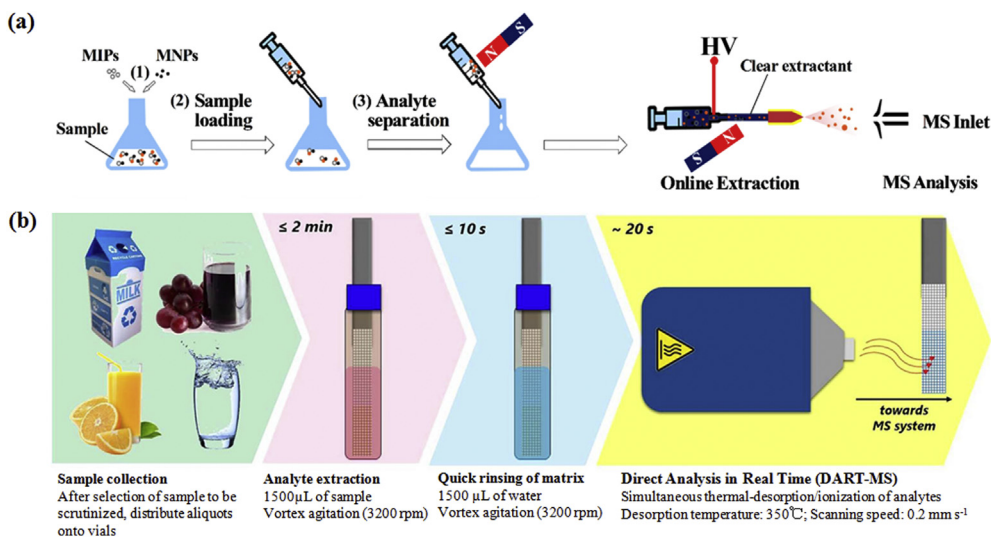 (a)
MIPs
MNPs
(1)
Sample
(2) Sample
loading
(3) Analyte
separation
N S
HV
Clear extractant
S N
Online Extraction
MS Inlet
MS Analysis
(b)
≤ 2 min
≤ 10 s
~ 20 s
MILK
towards
MS system
Sample collection
After selection of sample to be
scrutinized, distribute aliquots
onto vials
Analyte extraction
1500μL of sample
Vortex agitation (3200 rpm)
Quick rinsing of matrix
1500 μL of water
Vortex agitation (3200 rpm)
Direct Analysis in Real Time (DART-MS)
Simultaneous thermal-desorption/ionization of analytes
Desorption temperature: 350℃; Scanning speed: 0.2 mm s⁻¹